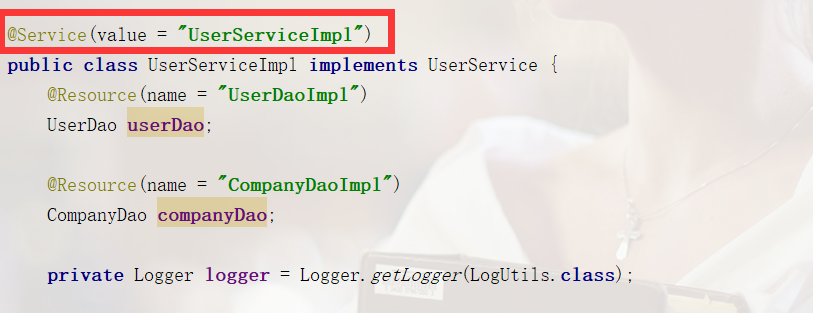 @Service(value = "UserServiceImpl")
public class UserServiceImpl implements UserService {
@Resource(name = "UserDaoImpl")
UserDao userDao;
@Resource(name = "CompanyDaoImpl")
CompanyDao companyDao;
private Logger logger = Logger.getLogger(LogUtils.class);